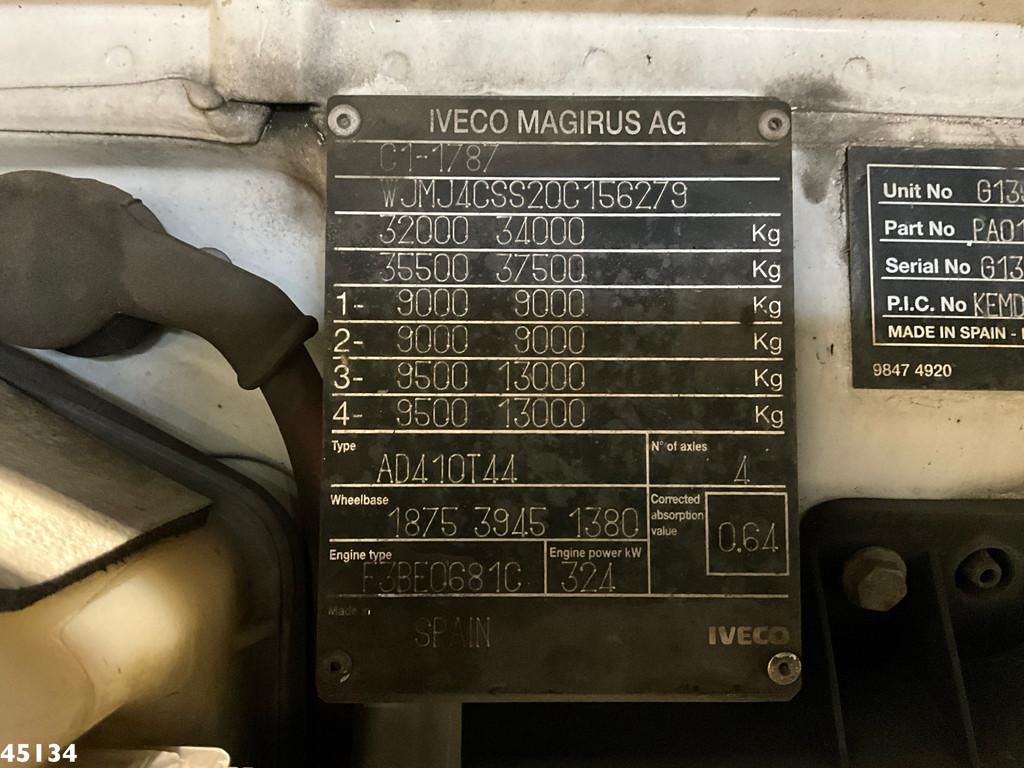 IVECO MAGIRUS AG
C1-1787
WJMJ4CSS20C156279
32000 34000 Kg
35500 37500 Kg
1- 9000 9000 Kg
2- 9000 9000 Kg
3- 9500 13000 Kg
4- 9500 13000 Kg
Type
AD410T44
N° of axles
4
Wheelbase
1875 3945 1380
Corrected
absorption
value
0.64
Engine type
F3BE0681C
Engine power kW
324
Made in
SPAIN
IVECO
Unit No
Part No
Serial No
P.I.C. No
MADE IN SPAIN -
9847 4920
45134